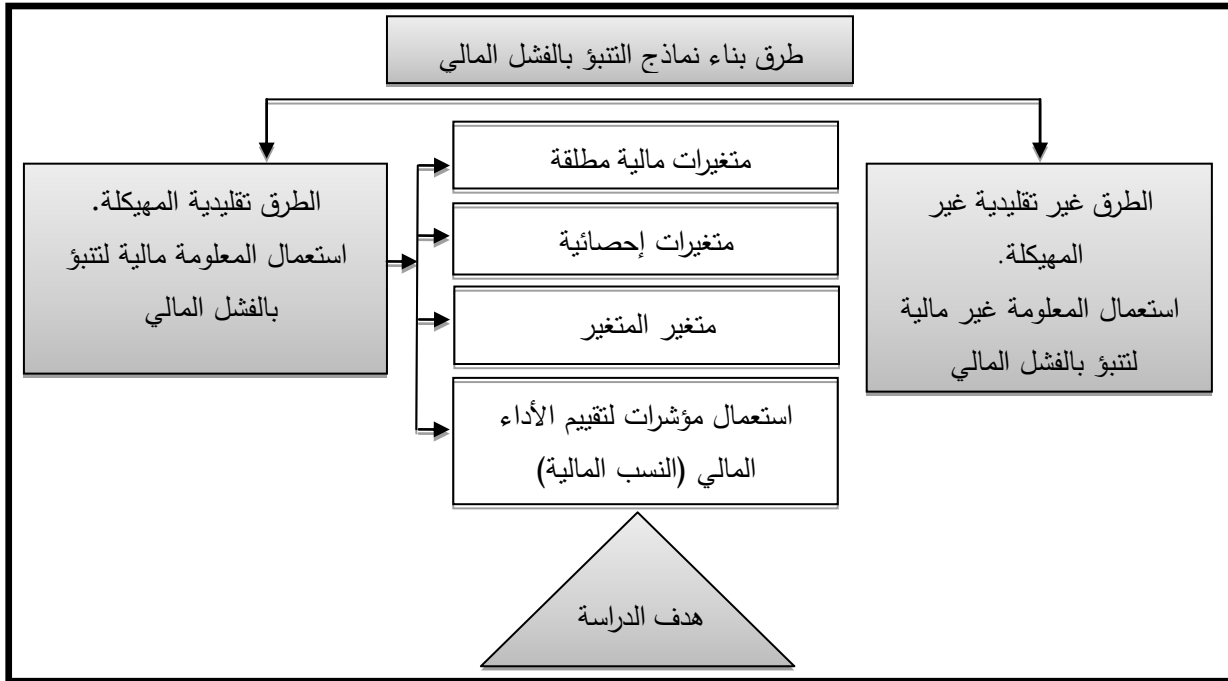 طرق بناء نماذج التنبؤ بالفشل المالي
الطرق تقليدية المهيكلة.
استعمال المعلومة مالية لتنبؤ
بالفشل المالي
متغيرات مالية مطلقة
متغيرات إحصائية
متغير المتغير
استعمال مؤشرات لتقييم الأداء
المالي (النسب المالية)
الطرق غير تقليدية غير
المهيكلة.
استعمال المعلومة غير مالية
لتنبؤ بالفشل المالي
هدف الدراسة